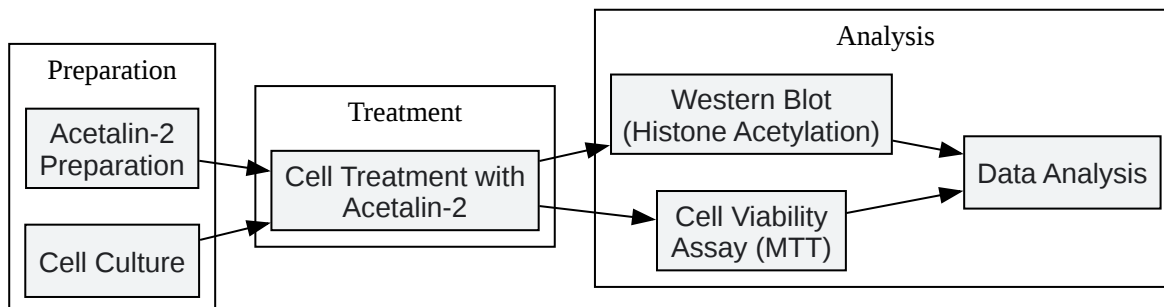 Preparation
Acetalin-2
Preparation
Cell Culture
Treatment
Cell Treatment with
Acetalin-2
Analysis
Western Blot
(Histone Acetylation)
Cell Viability
Assay (MTT)
Data Analysis